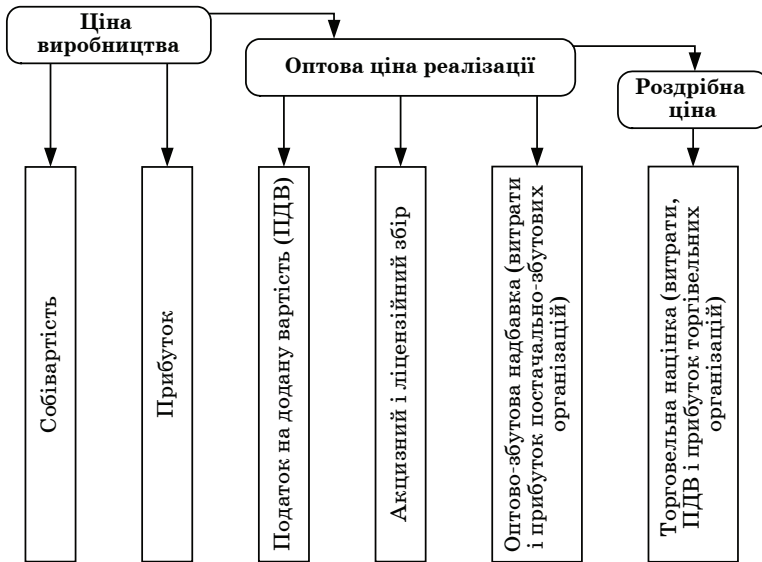 Ціна
виробництва
Оптова ціна реалізації
Роздрібна
ціна
Собівартість
Прибуток
Податок на додану вартість (ПДВ)
Акцизний і ліцензійний збір
Оптово-збутова надбавка (витрати
і прибуток постачально-збутових
організацій)
Торговельна націнка (витрати,
ПДВ і прибуток торгівельних
організацій)